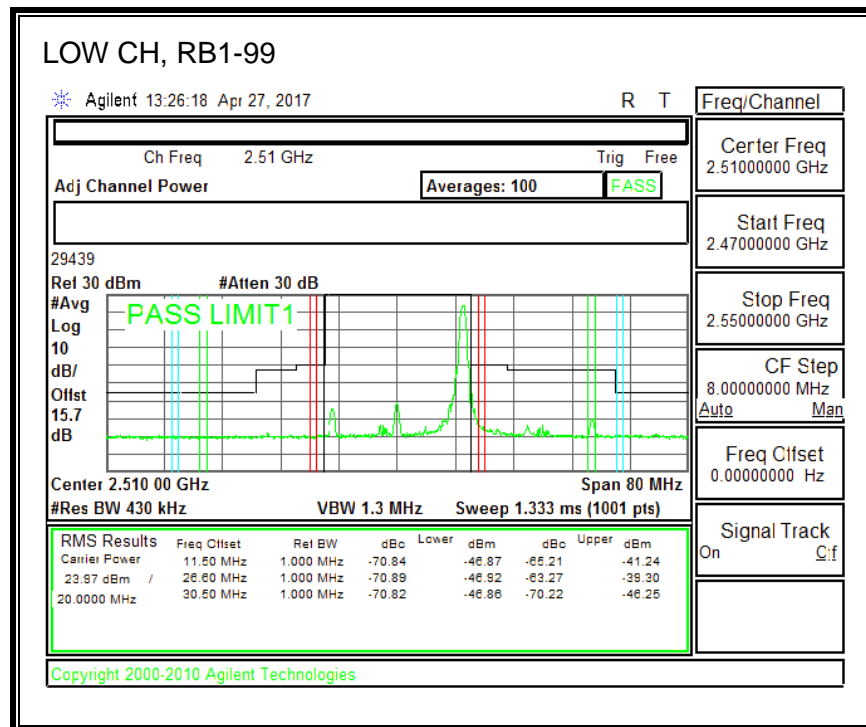 LOW CH, RB1-99
Agilent 13:26:18 Apr 27, 2017 R T
Freq/Channel
Ch Freq 2.51 GHz Trig Free
Adj Channel Power Averages: 100 PASS
Center Freq
2.51000000 GHz
Start Freq
2.47000000 GHz
Stop Freq
2.55000000 GHz
CF Step
8.00000000 MHz
Auto Man
Freq Offset
0.00000000 Hz
Signal Track
On Off
29439
Ref 30 dBm #Atten 30 dB
#Avg
Log
10
dB/
Offst
15.7
dB
PASS LIMIT1
Center 2.510 00 GHz Span 80 MHz
#Res BW 430 kHz VBW 1.3 MHz Sweep 1.333 ms (1001 pts)
RMS Results Freq Offset Ref BW dBc Lower dBm dBc Upper dBm
Carrier Power 11.50 MHz 1.000 MHz -70.84 -46.87 -65.21 -41.24
23.97 dBm / 26.60 MHz 1.000 MHz -70.89 -46.92 -63.27 -39.30
20.0000 MHz 30.50 MHz 1.000 MHz -70.82 -46.86 -70.22 -46.25
Copyright 2000-2010 Agilent Technologies